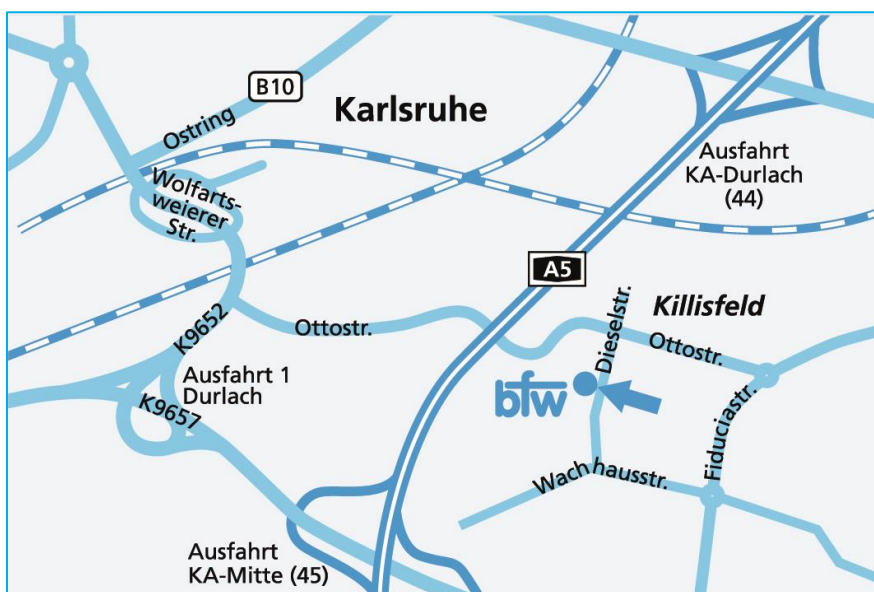 B10
Karlsruhe
Ostring
Ausfahrt
KA-Durlach
(44)
Wolfarts-
weierer
Str.
A5
Killisfeld
K9652
Ottostr.
Dieselstr.
Ottostr.
Ausfahrt 1
Durlach
bfw
K9657
Fiduciastr.
Wachhausstr.
Ausfahrt
KA-Mitte (45)